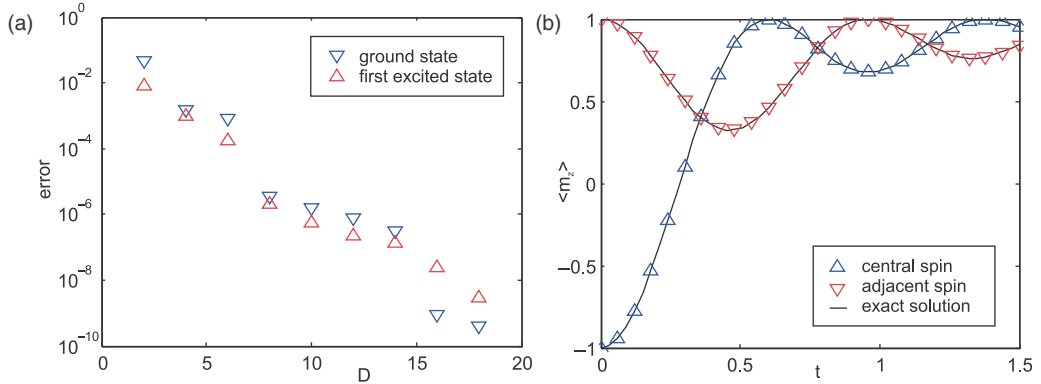 (a)
10^0
10^-2
10^-4
10^-6
10^-8
10^-10
error
0
5
10
15
20
D
ground state
first excited state
(b)
1
0.5
0
−0.5
−1
<m_z>
0
0.5
1
1.5
t
central spin
adjacent spin
exact solution